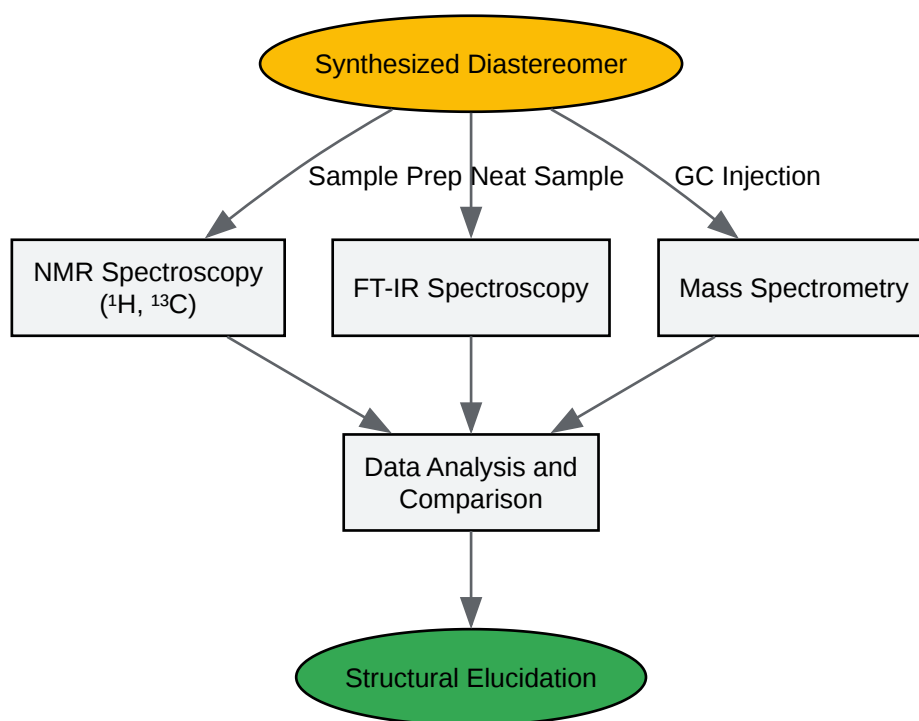 Synthesized Diastereomer
Sample Prep
Neat Sample
GC Injection
NMR Spectroscopy
(¹H, ¹³C)
FT-IR Spectroscopy
Mass Spectrometry
Data Analysis and
Comparison
Structural Elucidation